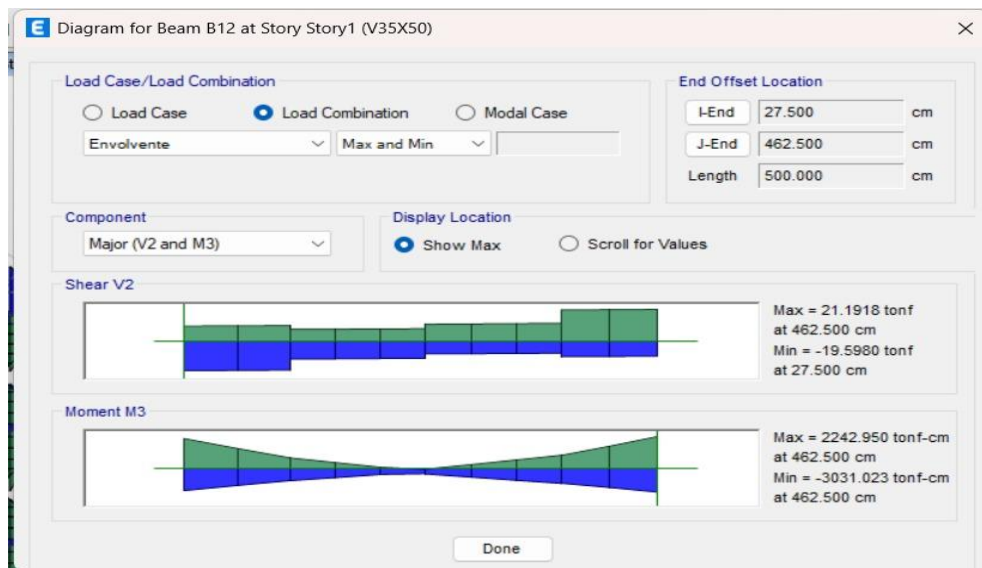 E Diagram for Beam B12 at Story Story1 (V35X50)
Load Case/Load Combination
Load Case Load Combination Modal Case
Envolvente Max and Min
End Offset Location
I-End 27.500 cm
J-End 462.500 cm
Length 500.000 cm
Component
Major (V2 and M3)
Display Location
Show Max Scroll for Values
Shear V2
Max = 21.1918 tonf
at 462.500 cm
Min = -19.5980 tonf
at 27.500 cm
Moment M3
Max = 2242.950 tonf-cm
at 462.500 cm
Min = -3031.023 tonf-cm
at 462.500 cm
Done